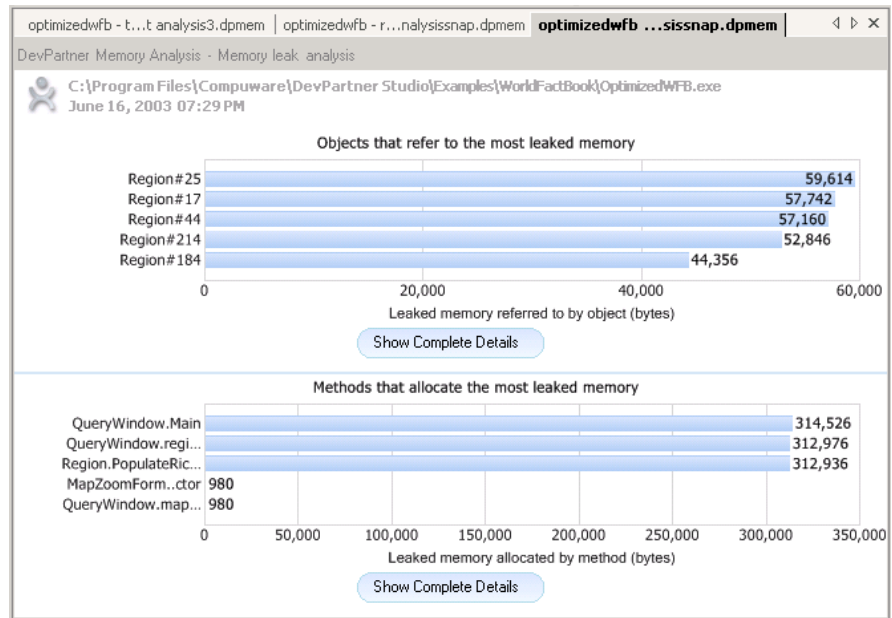 optimizedwfb - t...t analysis3.dpmem optimizedwfb - r...nalysissnap.dpmem optimizedwfb ...sissnap.dpmem
DevPartner Memory Analysis - Memory leak analysis
C:\Program Files\Compuware\DevPartner Studio\Examples\WorldFactBook\OptimizedWFB.exe
June 16, 2003 07:29 PM
Objects that refer to the most leaked memory
Region#25 59,614
Region#17 57,742
Region#44 57,160
Region#214 52,846
Region#184 44,356
0 20,000 40,000 60,000
Leaked memory referred to by object (bytes)
Show Complete Details
Methods that allocate the most leaked memory
QueryWindow.Main 314,526
QueryWindow.regi... 312,976
Region.PopulateRic... 312,936
MapZoomForm..ctor 980
QueryWindow.map... 980
0 50,000 100,000 150,000 200,000 250,000 300,000 350,000
Leaked memory allocated by method (bytes)
Show Complete Details